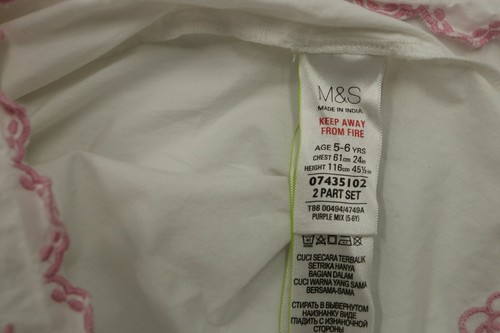 M&S
MADE IN INDIA
KEEP AWAY
FROM FIRE
AGE 5-6 YRS
CHEST 61cm 24in
HEIGHT 116cm 45½in
07435102
2 PART SET
T86 00494/4749A
PURPLE MIX (5-6Y)
CUCI SECARA TERBALIK
SETRIKA HANYA
BAGIAN DALAM
CUCI WARNA YANG SAMA
BERSAMA-SAMA
СТИРАТЬ В ВЫВЕРНУТОМ
НАИЗНАНКУ ВИДЕ
ГЛАДИТЬ С ИЗНАНОЧНОЙ
СТОРОНЫ